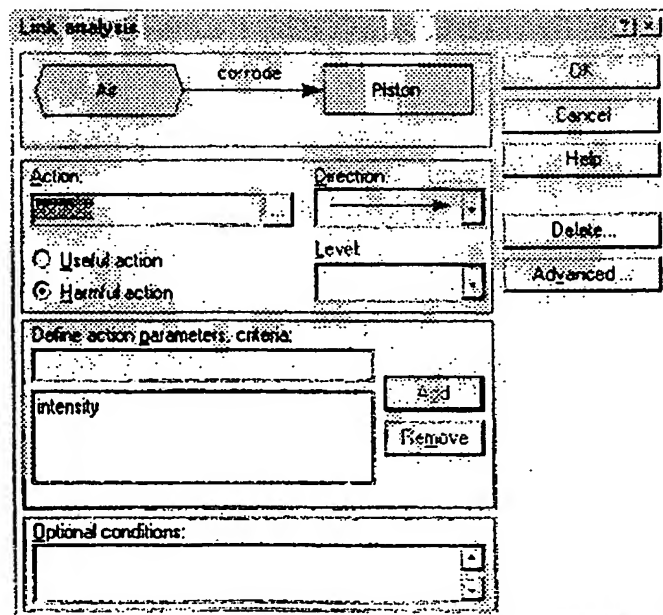 Link analysis
Air corrode Piston
OK
Cancel
Help
Action: Direction:
...
Delete...
Useful action Level:
Harmful action Advanced...
Define action parameters, criteria:
Add
intensity
Remove
Optional conditions: